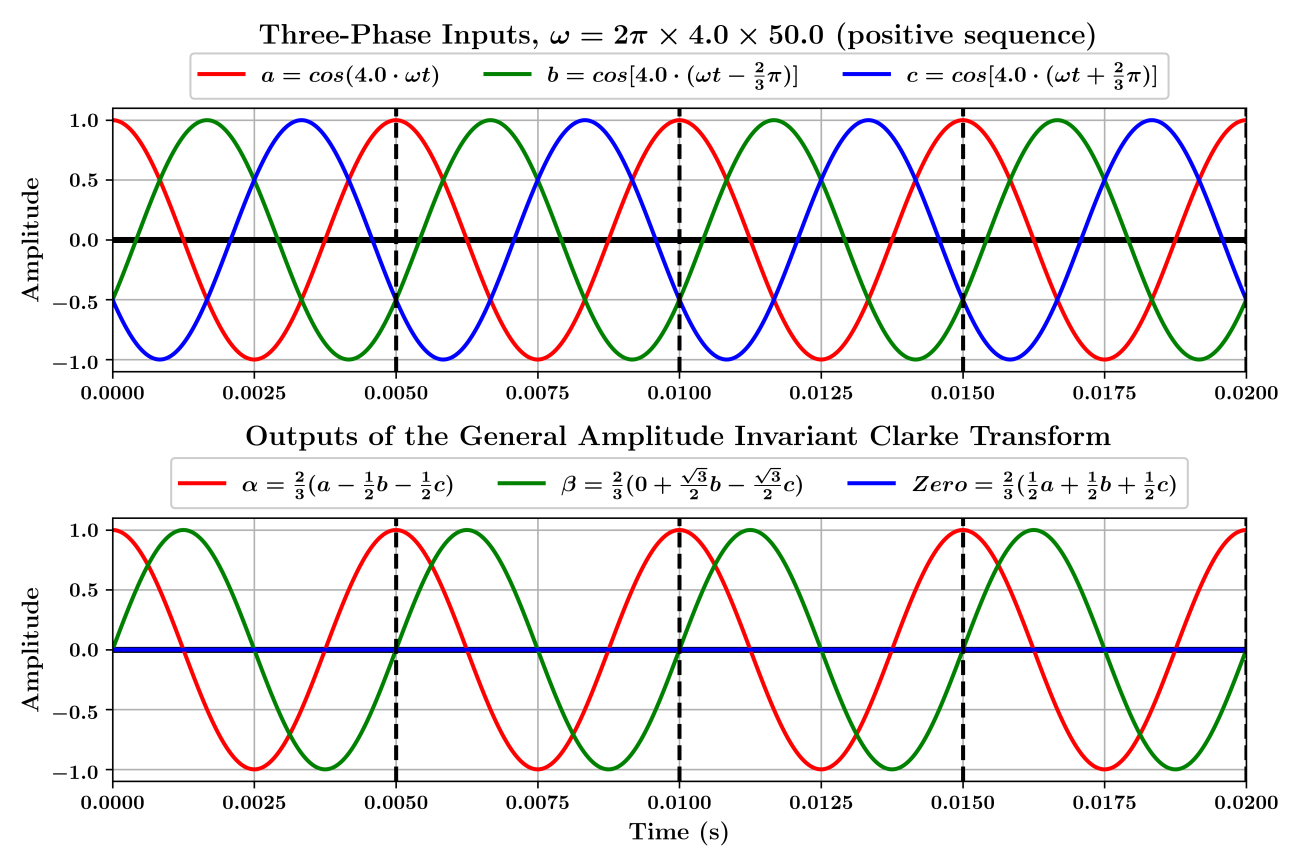 Three-Phase Inputs, ω = 2π × 4.0 × 50.0 (positive sequence)
a = cos(4.0 · ωt) b = cos[4.0 · (ωt − 2/3π)] c = cos[4.0 · (ωt + 2/3π)]
Amplitude
1.0
0.5
0.0
−0.5
−1.0
0.0000 0.0025 0.0050 0.0075 0.0100 0.0125 0.0150 0.0175 0.0200
Outputs of the General Amplitude Invariant Clarke Transform
α = 2/3(a − 1/2b − 1/2c) β = 2/3(0 + √3/2b − √3/2c) Zero = 2/3(1/2a + 1/2b + 1/2c)
Amplitude
1.0
0.5
0.0
−0.5
−1.0
0.0000 0.0025 0.0050 0.0075 0.0100 0.0125 0.0150 0.0175 0.0200
Time (s)